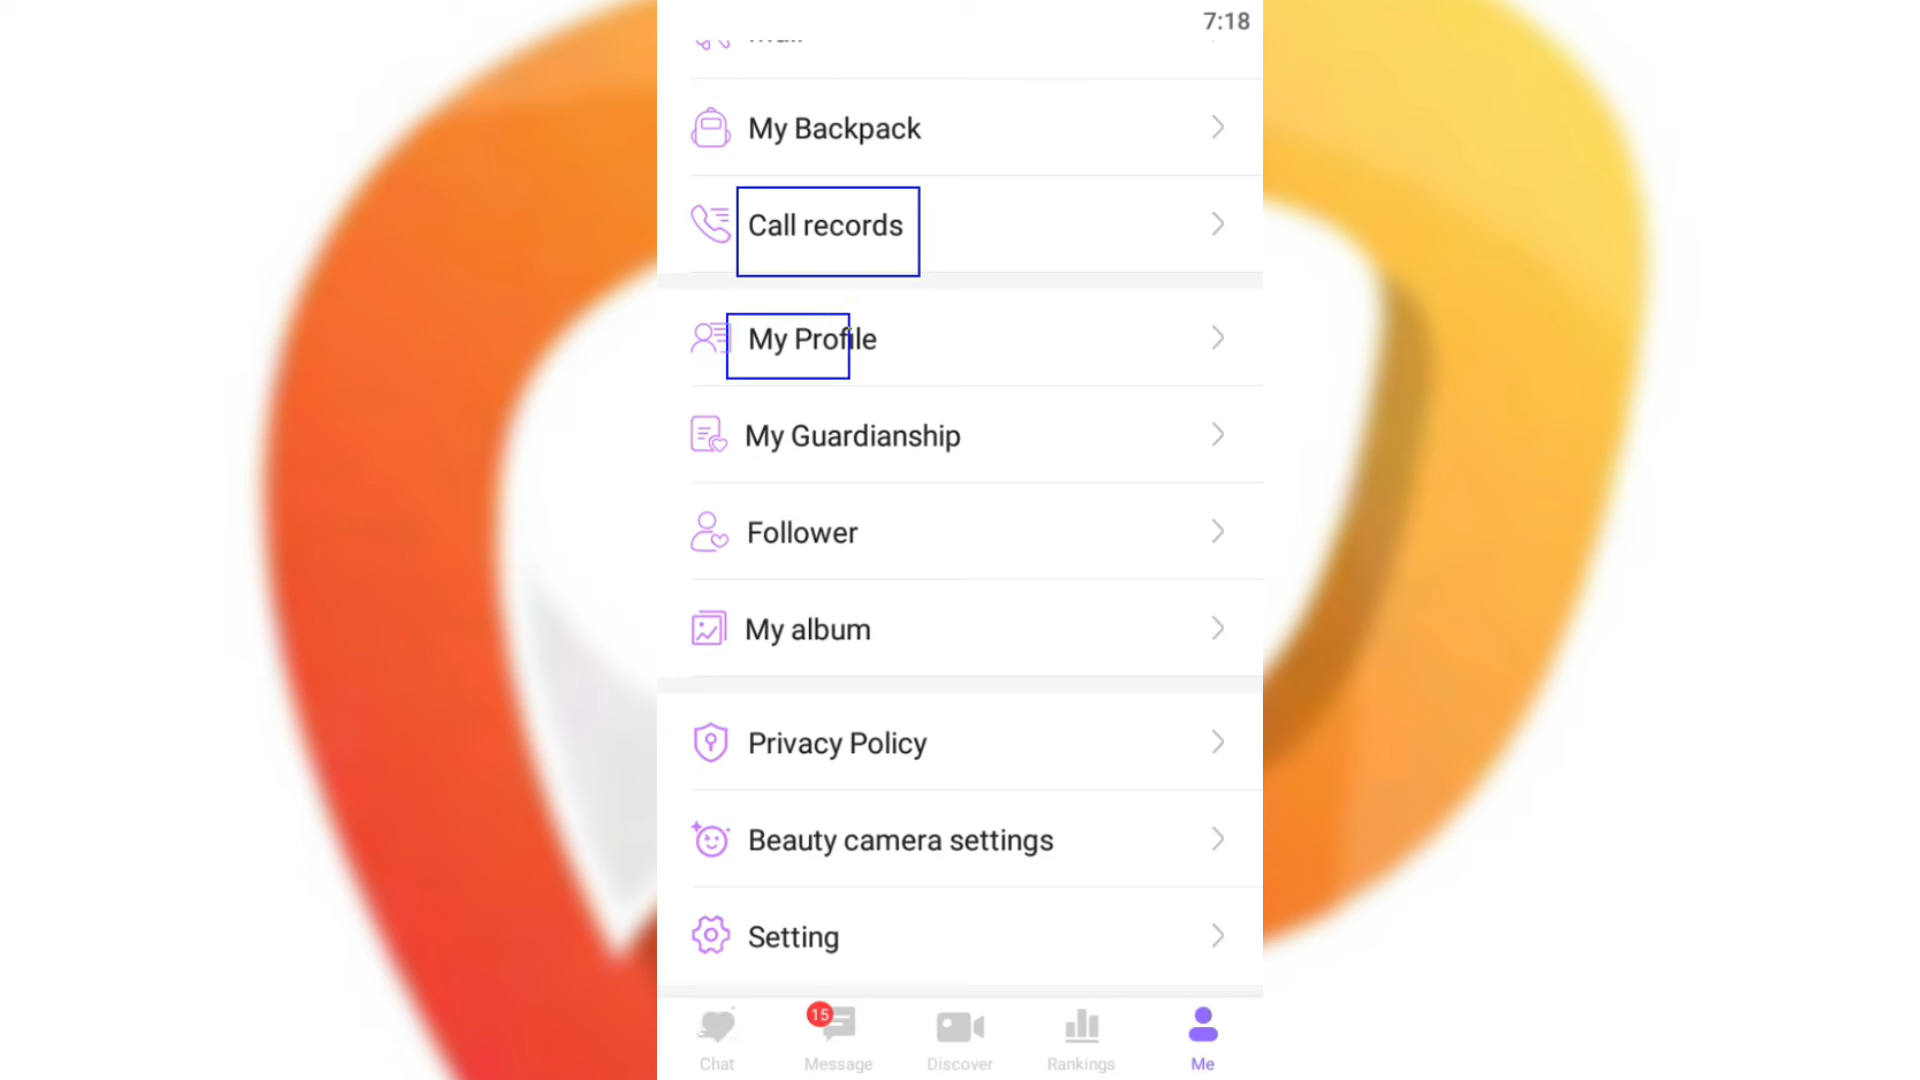 7:18
My Backpack
Call records
My Profile
My Guardianship
Follower
My album
Privacy Policy
Beauty camera settings
Setting
15
Chat
Message
Discover
Rankings
Me